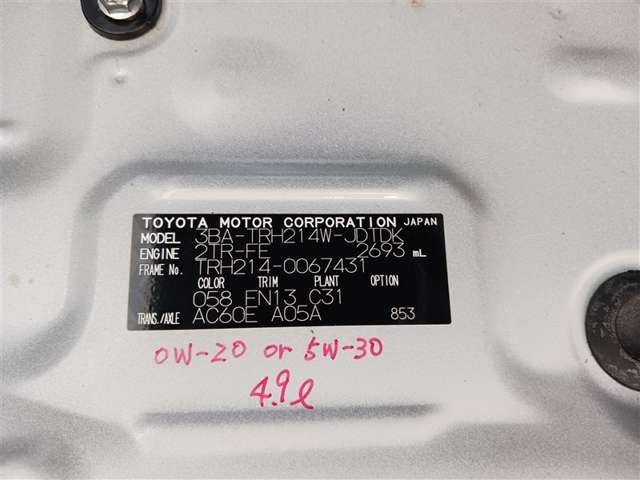 TOYOTA MOTOR CORPORATION JAPAN
MODEL 3BA-TRH214W-JDTDK
ENGINE 2TR-FE 2693 mL
FRAME No. TRH214-0067431
COLOR TRIM PLANT OPTION
058 FN13 C31
TRANS./AXLE AC60E A05A 853
0W-20 or 5W-30
4.9ℓ